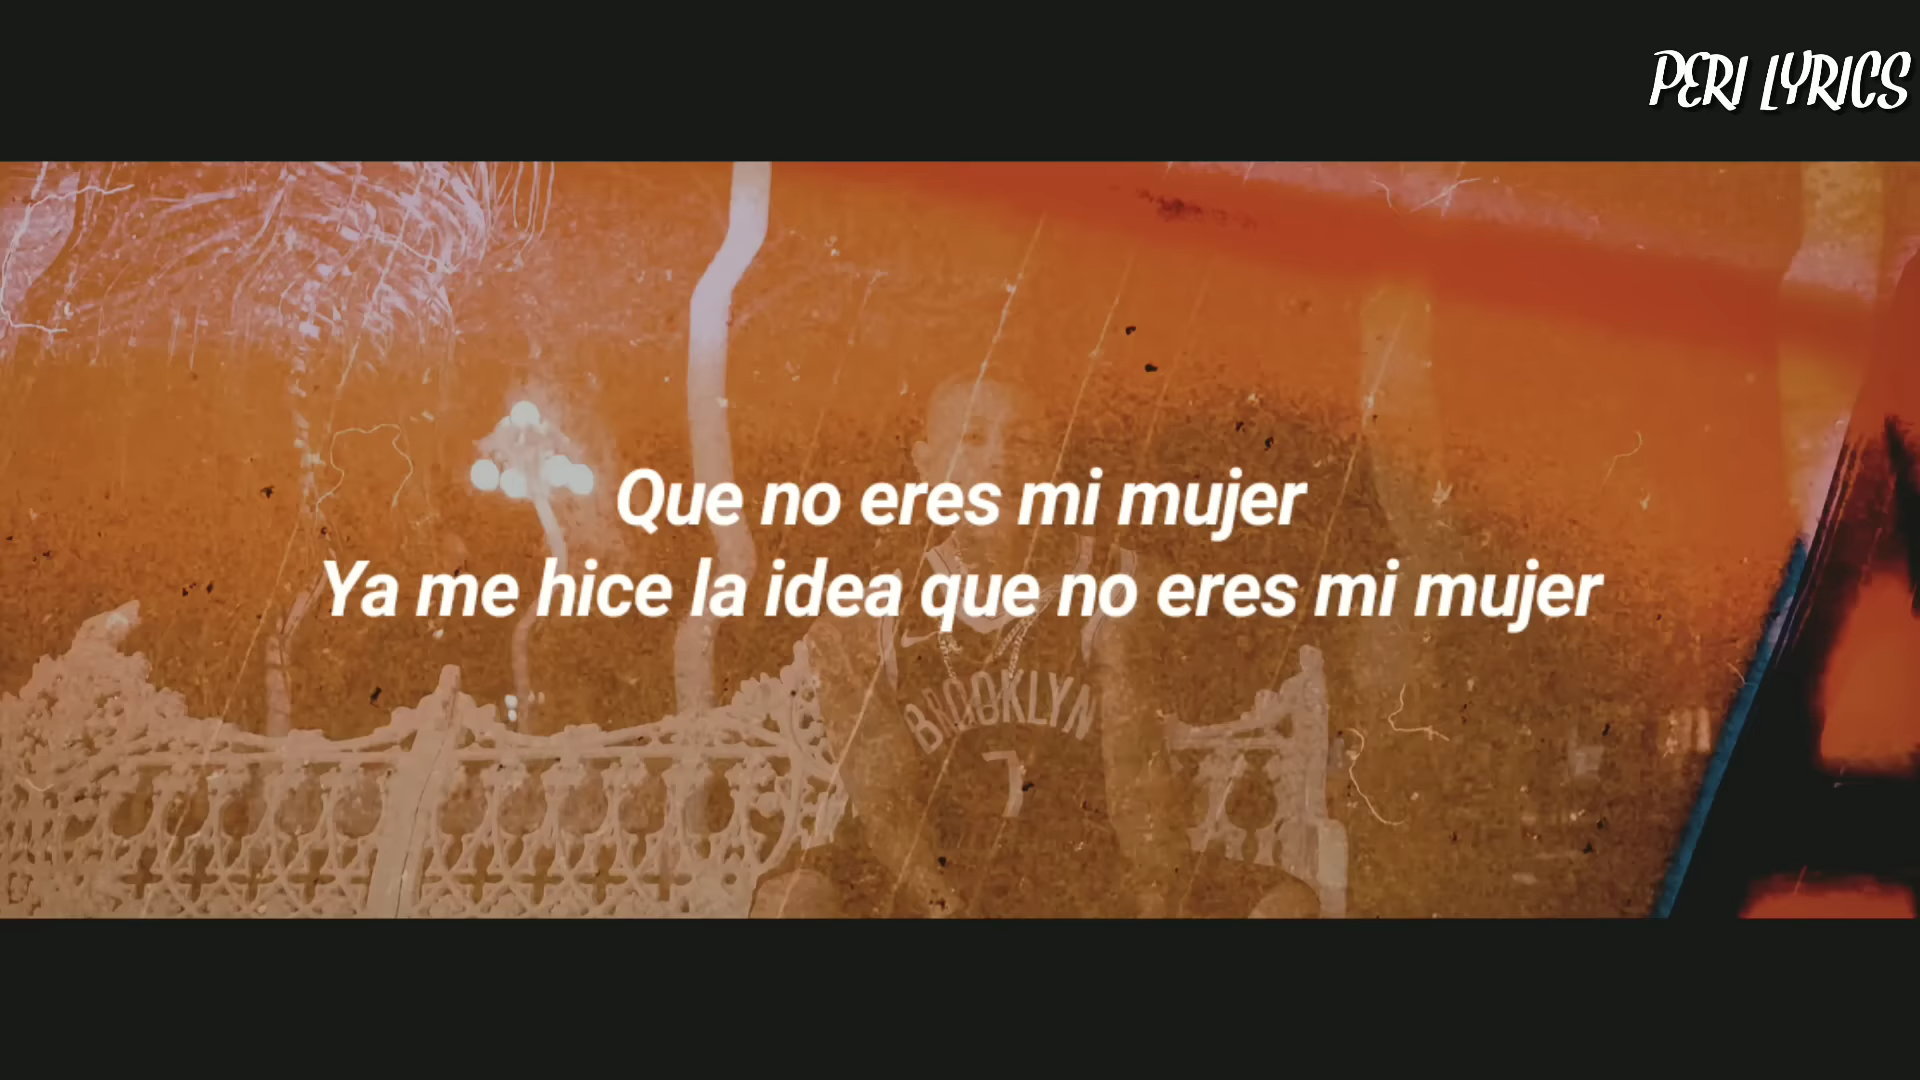 PERI LYRICS
Que no eres mi mujer
Ya me hice la idea que no eres mi mujer
BROOKLYN
7